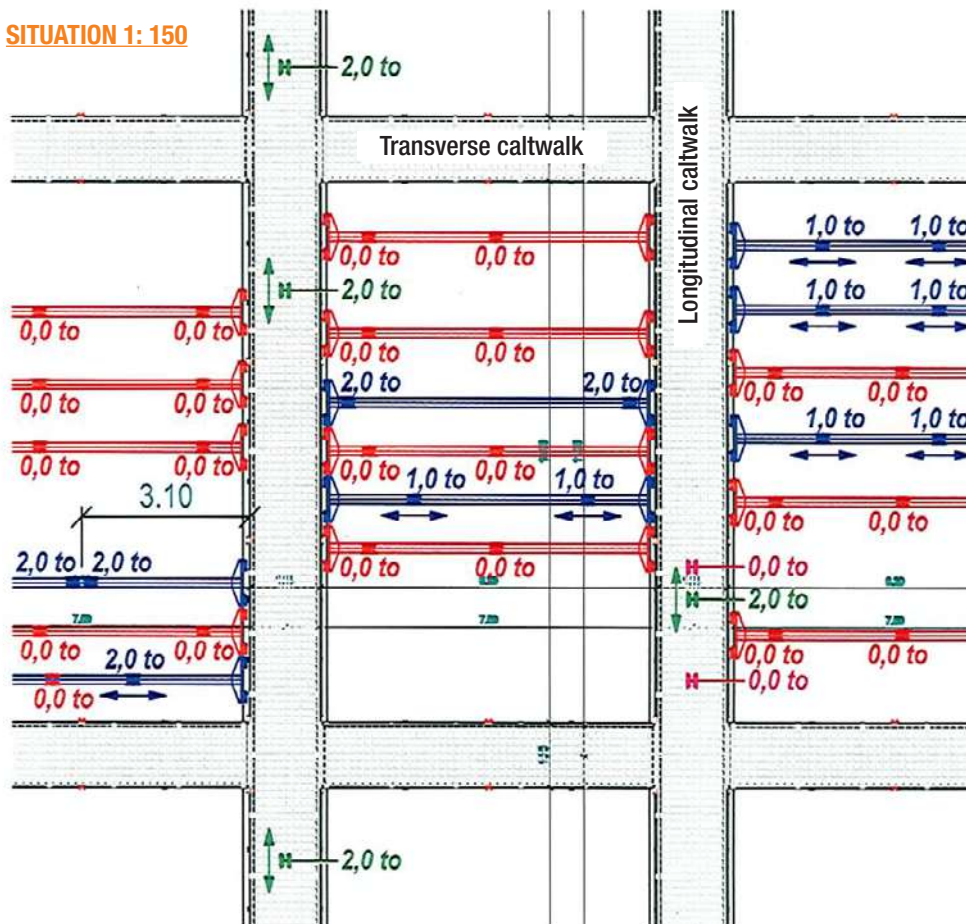 SITUATION 1: 150
2,0 to
Transverse caltwalk
Longitudinal caltwalk
1,0 to 1,0 to
0,0 to 0,0 to
2,0 to
1,0 to 1,0 to
0,0 to 0,0 to
0,0 to 0,0 to
2,0 to 2,0 to
0,0 to 0,0 to
0,0 to 0,0 to
1,0 to 1,0 to
0,0 to 0,0 to
0,0 to 0,0 to
3.10
1,0 to 1,0 to
0,0 to 0,0 to
2,0 to 2,0 to
0,0 to 0,0 to
0,0 to
2,0 to
0,0 to 0,0 to
2,0 to
0,0 to
0,0 to 0,0 to
0,0 to
2,0 to